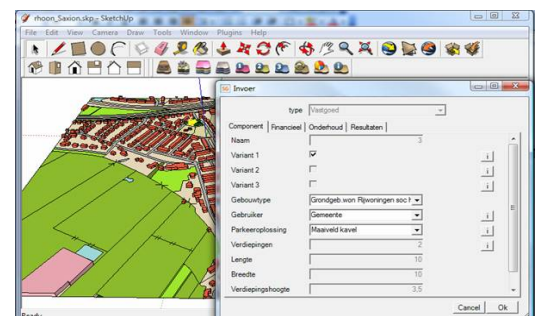 rhoon_Saxion.skp - SketchUp
File Edit View Camera Draw Tools Window Plugins Help
Invoer
type Vastgoed
Component Financieel Onderhoud Resultaten
Naam 3
Variant 1 i
Variant 2 i
Variant 3 i
Gebouwtype Grondgeb.won Rijwoningen soc
Gebruiker Gemeente i
Parkeeroplossing Maaiveld kavel i
Verdiepingen 2 i
Lengte 10
Breedte 10
Verdiepingshoogte 3,5
Cancel Ok
Ready